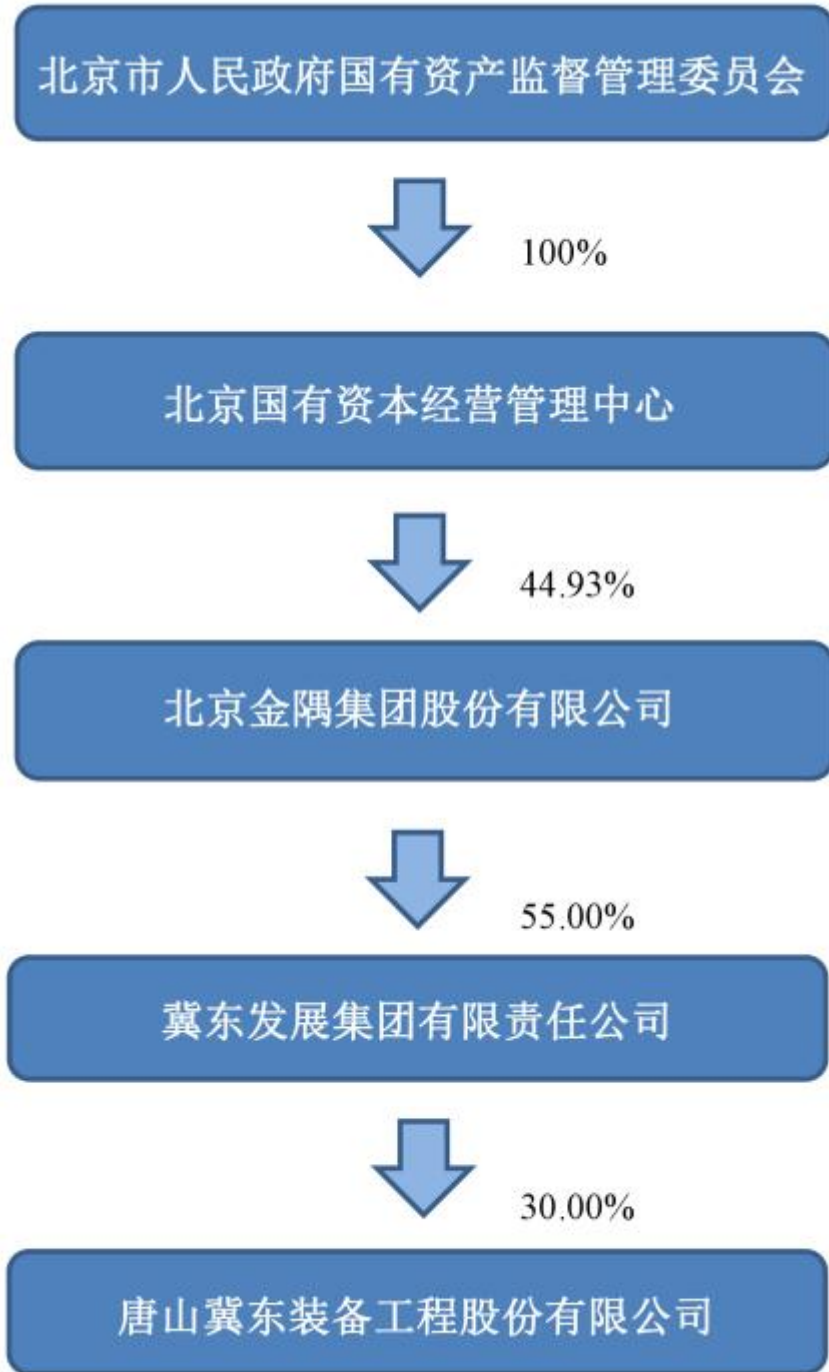 北京市人民政府国有资产监督管理委员会
100%
北京国有资本经营管理中心
44.93%
北京金隅集团股份有限公司
55.00%
冀东发展集团有限责任公司
30.00%
唐山冀东装备工程股份有限公司